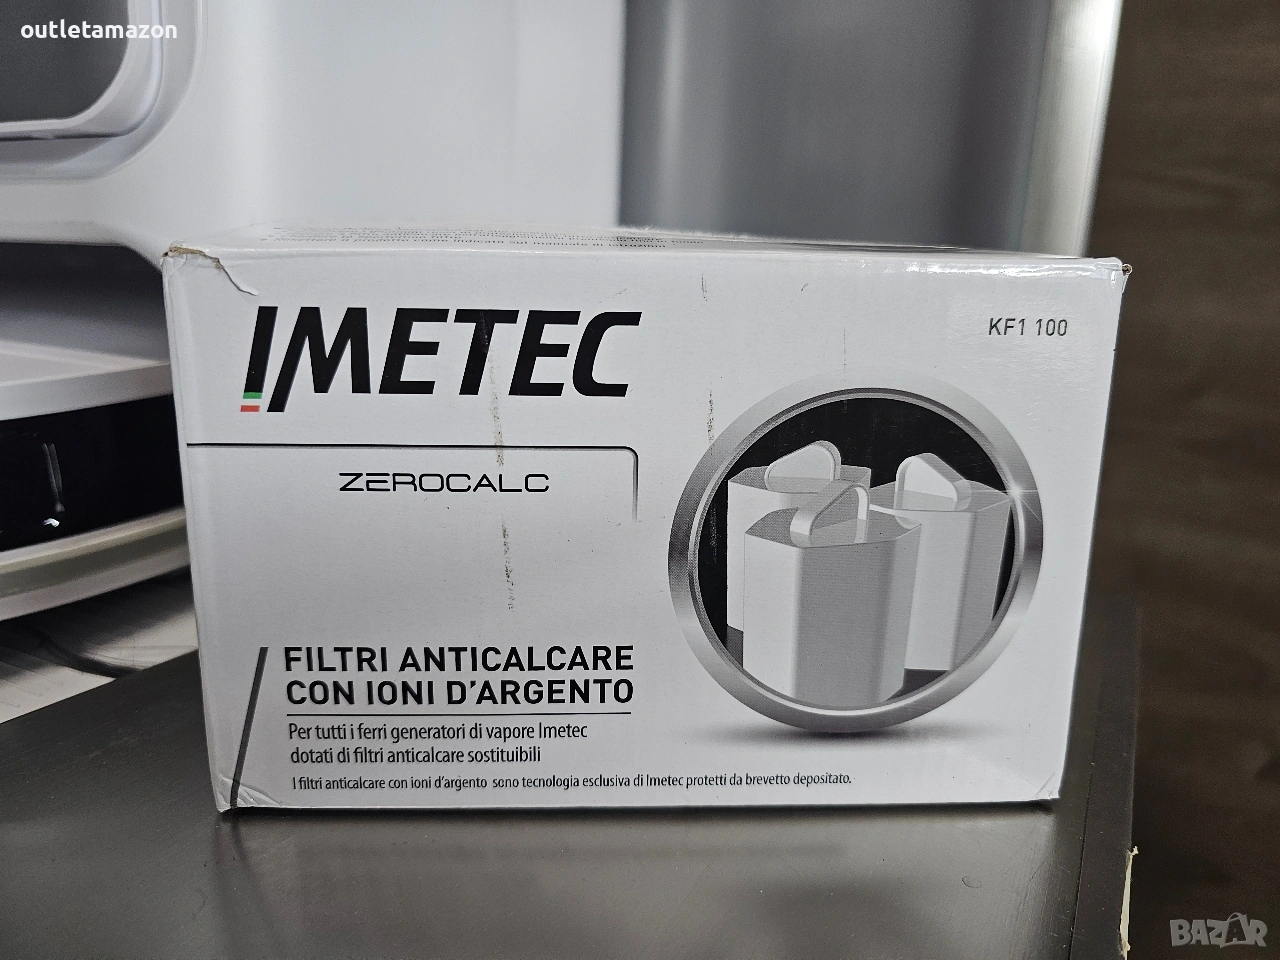 outletamazon
IMETEC
KF1 100
ZEROCALC
FILTRI ANTICALCARE
CON IONI D'ARGENTO
Per tutti i ferri generatori di vapore Imetec
dotati di filtri anticalcare sostituibili
I filtri anticalcare con ioni d'argento sono tecnologia esclusiva di Imetec protetti da brevetto depositato.
BAZAR